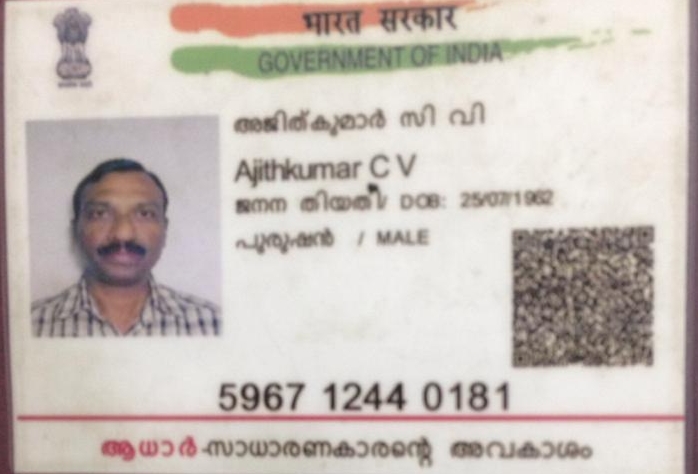 भारत सरकार
GOVERNMENT OF INDIA
അജിത്കുമാർ സി വി
Ajithkumar C V
ജനന തിയതി/ DOB: 25/07/1962
പുരുഷൻ / MALE
5967 1244 0181
ആധാർ-സാധാരണകാരന്റെ അവകാശം